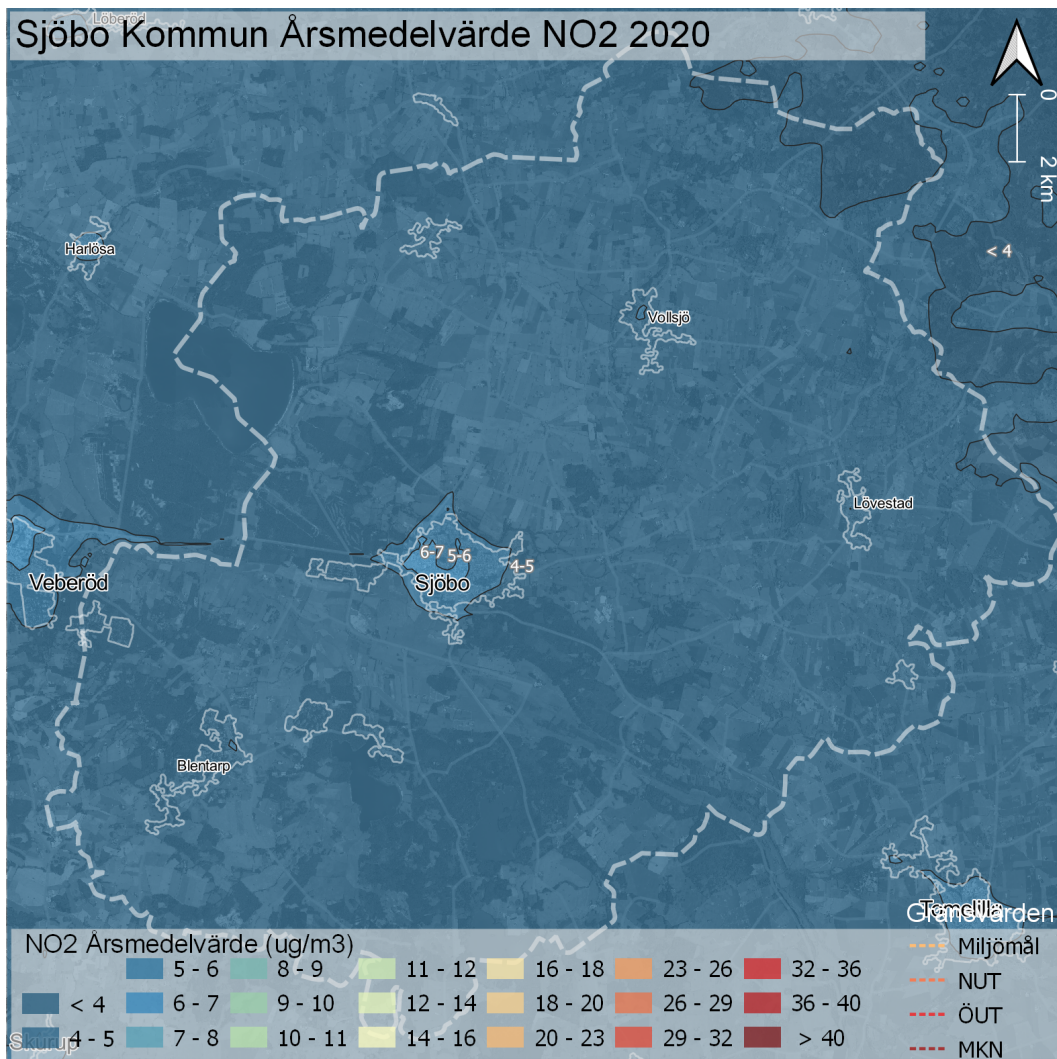 Löberöd
Sjöbo Kommun Årsmedelvärde NO2 2020
0
2 km
Harlösa
< 4
Vollsjö
Lövestad
6-7
5-6
4-5
Veberöd
Sjöbo
Blentarp
Tomelilla
Gränsvärden
NO2 Årsmedelvärde (ug/m3)
Miljömål
5 - 6 8 - 9 11 - 12 16 - 18 23 - 26 32 - 36
NUT
< 4 6 - 7 9 - 10 12 - 14 18 - 20 26 - 29 36 - 40
ÖUT
4 - 5 7 - 8 10 - 11 14 - 16 20 - 23 29 - 32 > 40
MKN
Skurup